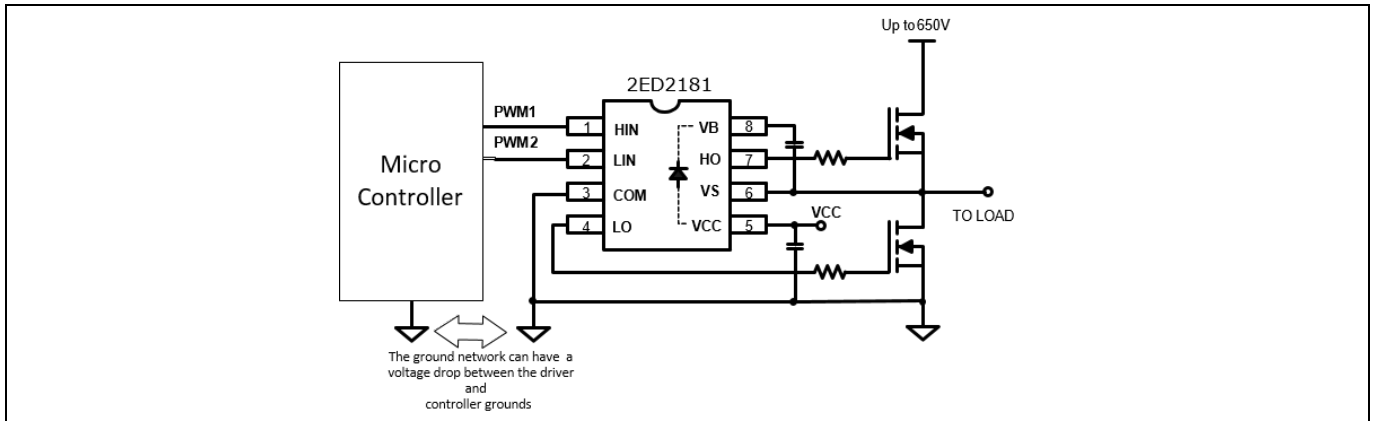 Up to 650V
2ED2181
PWM1
PWM2
Micro
Controller
1 HIN VB 8
2 LIN HO 7
3 COM VS 6
4 LO VCC 5
VCC
TO LOAD
The ground network can have a
voltage drop between the driver
and
controller grounds